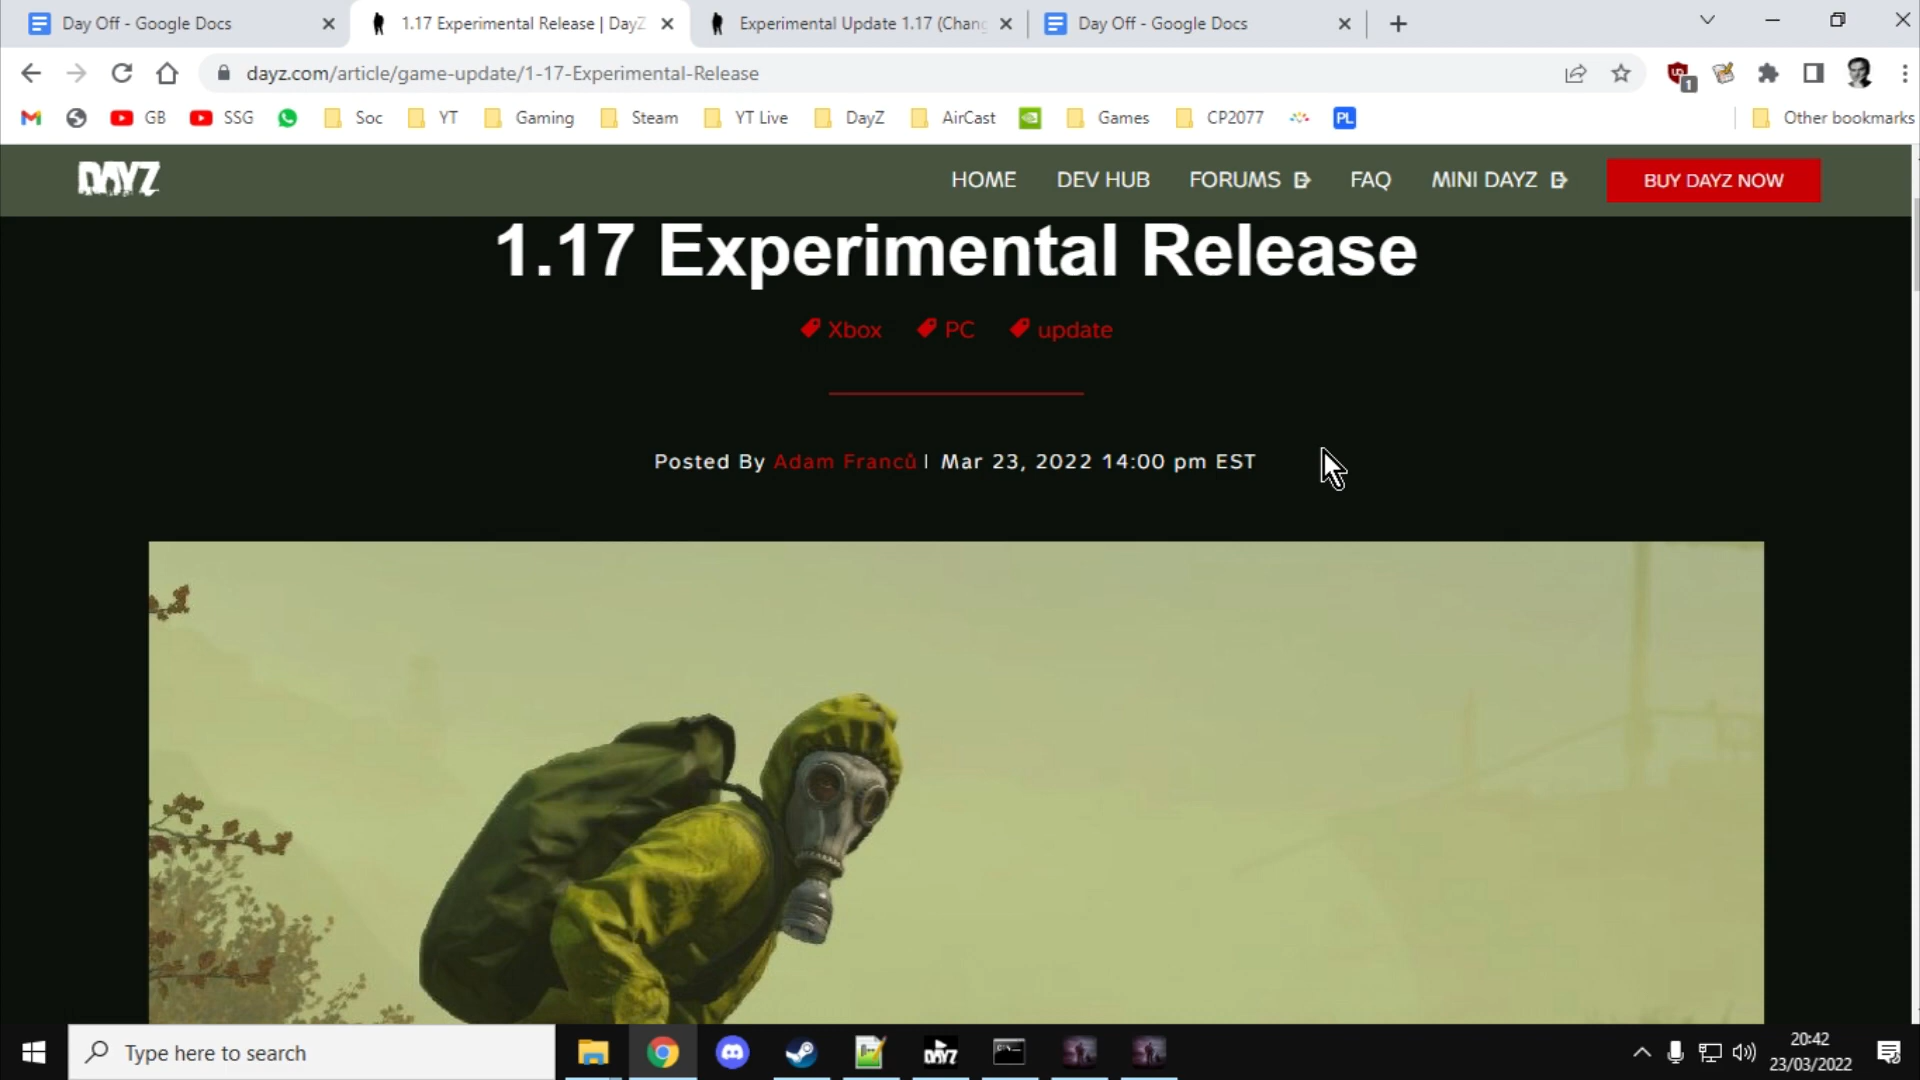 Day Off - Google Docs
1.17 Experimental Release | DayZ
Experimental Update 1.17 (Chang
Day Off - Google Docs
dayz.com/article/game-update/1-17-Experimental-Release
1
GB
SSG
Soc
YT
Gaming
Steam
YT Live
DayZ
AirCast
Games
CP2077
PL
Other bookmarks
DAYZ
HOME
DEV HUB
FORUMS
FAQ
MINI DAYZ
BUY DAYZ NOW
1.17 Experimental Release
Xbox
PC
update
Posted By Adam Franců | Mar 23, 2022 14:00 pm EST
Type here to search
DAYZ
20:42
23/03/2022